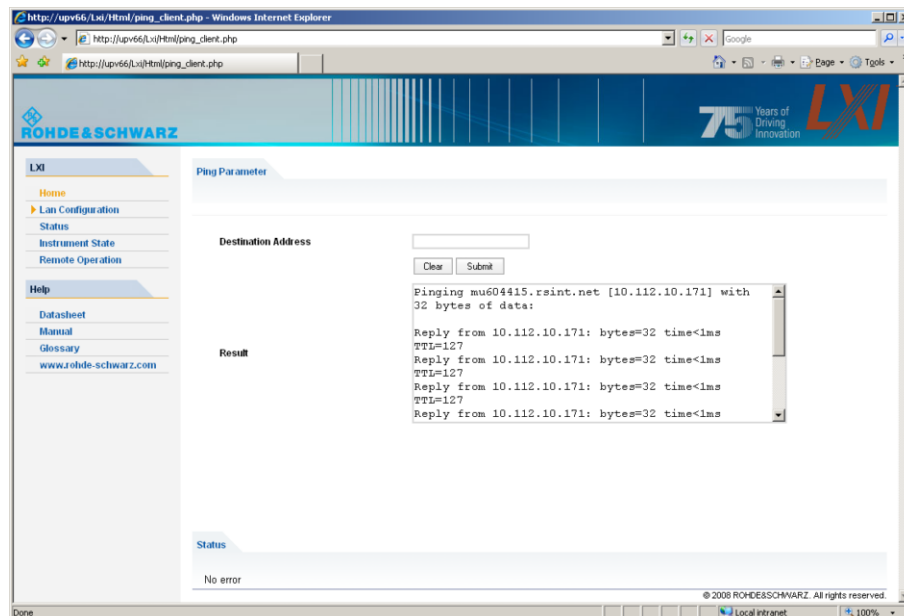 http://upv66/Lxi/Html/ping_client.php - Windows Internet Explorer
http://upv66/Lxi/Html/ping_client.php
Google
http://upv66/Lxi/Html/ping_client.php
Page
Tools
ROHDE&SCHWARZ
75 Years of
Driving
Innovation
LXI
LXI
Home
Lan Configuration
Status
Instrument State
Remote Operation
Help
Datasheet
Manual
Glossary
www.rohde-schwarz.com
Ping Parameter
Destination Address
Clear
Submit
Result
Pinging mu604415.rsint.net [10.112.10.171] with
32 bytes of data:
Reply from 10.112.10.171: bytes=32 time<1ms
TTL=127
Reply from 10.112.10.171: bytes=32 time<1ms
TTL=127
Reply from 10.112.10.171: bytes=32 time<1ms
TTL=127
Reply from 10.112.10.171: bytes=32 time<1ms
Status
No error
© 2008 ROHDE&SCHWARZ. All rights reserved.
Done
Local intranet
100%